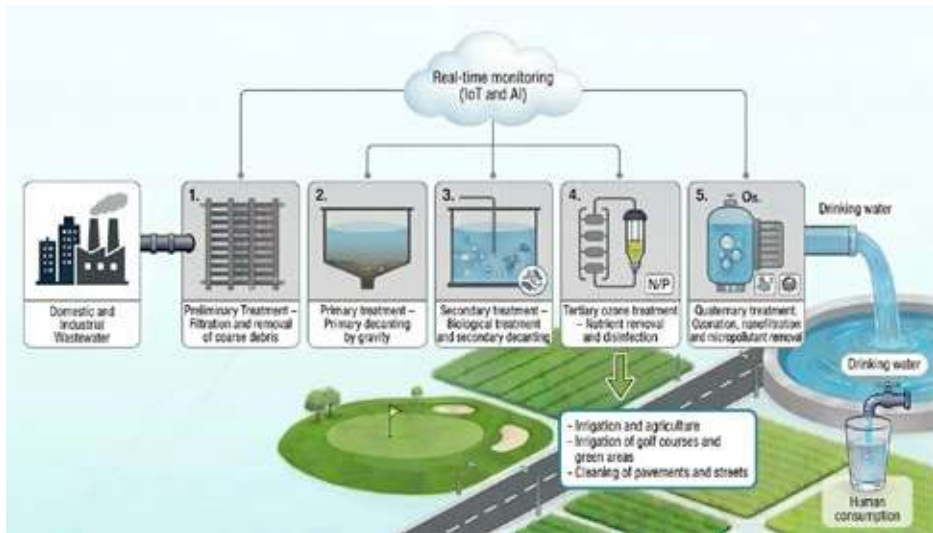 Real-time monitoring
(IoT and AI)
1.
2.
3.
4.
5.
O₃.
N/P
Domestic and
Industrial
Wastewater
Preliminary Treatment –
Filtration and removal
of coarse debris
Primary treatment –
Primary decanting
by gravity
Secondary treatment –
Biological treatment
and secondary decanting
Tertiary ozone treatment
– Nutrient removal
and disinfection
Quaternary treatment,
Ozonation, nanefiltration
and micropollutant removal
Drinking water
Drinking water
- Irrigation and agriculture
- Irrigation of golf courses and
green areas
- Cleaning of pavements and streets
Human
consumption